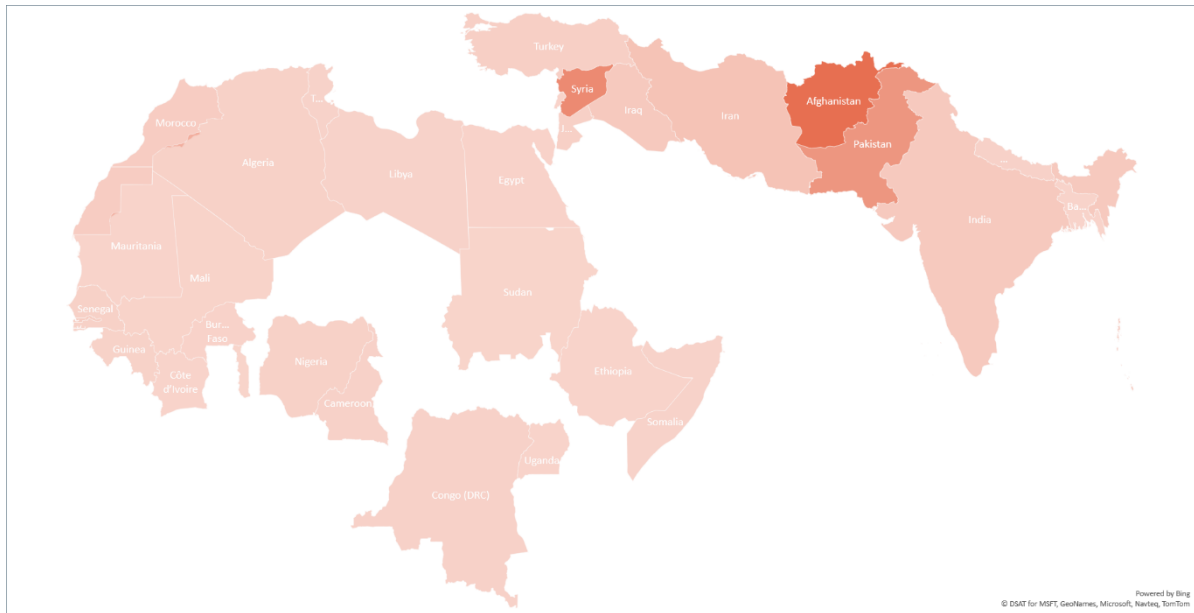 Turkey
Syria
Afghanistan
T...
Iraq
Iran
Morocco
J...
Pakistan
Algeria
Libya
Egypt
...
Ba...
India
Mauritania
Mali
Sudan
Senegal
Bur...
Faso
Guinea
Nigeria
Ethiopia
Côte
d'Ivoire
Cameroon
Somalia
Uganda
Congo (DRC)
Powered by Bing
© DSAT for MSFT, GeoNames, Microsoft, Navteq, TomTom